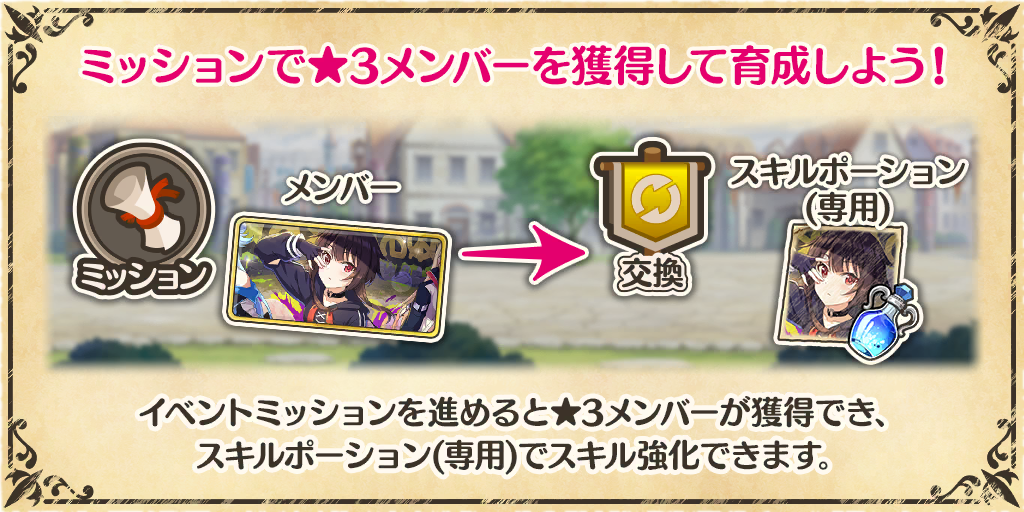 ミッションで★3メンバーを獲得して育成しよう！
ミッション
メンバー
交換
スキルポーション
(専用)
イベントミッションを進めると★3メンバーが獲得でき、
スキルポーション(専用)でスキル強化できます。